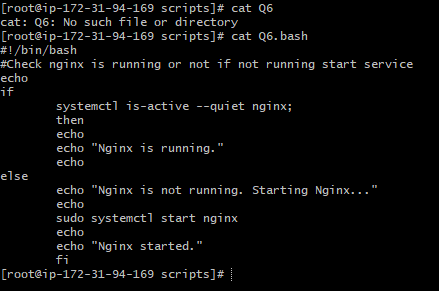 [root@ip-172-31-94-169 scripts]# cat Q6
cat: Q6: No such file or directory
[root@ip-172-31-94-169 scripts]# cat Q6.bash
#!/bin/bash
#Check nginx is running or not if not running start service
echo
if
        systemctl is-active --quiet nginx;
        then
        echo
        echo "Nginx is running."
        echo
else
        echo "Nginx is not running. Starting Nginx..."
        echo
        sudo systemctl start nginx
        echo
        echo "Nginx started."
        fi
[root@ip-172-31-94-169 scripts]#